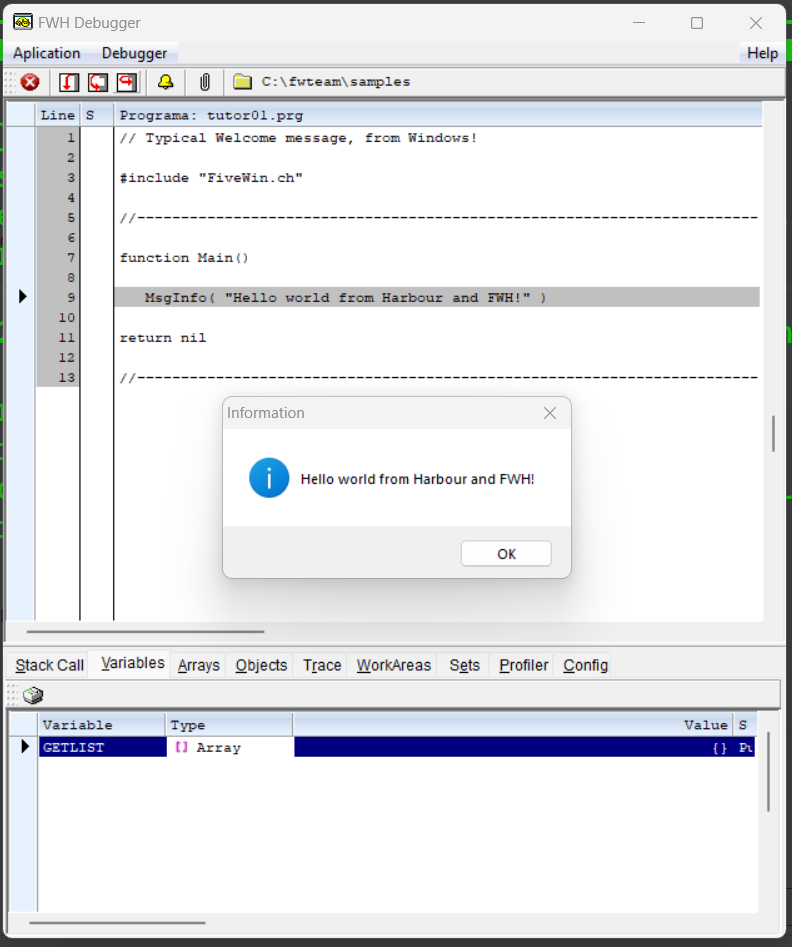 FWH Debugger
Aplication Debugger Help
C:\fwteam\samples
Line S Programa: tutor01.prg
1 // Typical Welcome message, from Windows!
2
3 #include "FiveWin.ch"
4
5 //-----------------------------------------------------------------------
6
7 function Main()
8
9 MsgInfo( "Hello world from Harbour and FWH!" )
10
11 return nil
12
13 //-----------------------------------------------------------------------
Information
Hello world from Harbour and FWH!
OK
Stack Call Variables Arrays Objects Trace WorkAreas Sets Profiler Config
Variable Type Value S
GETLIST [] Array {} Pu